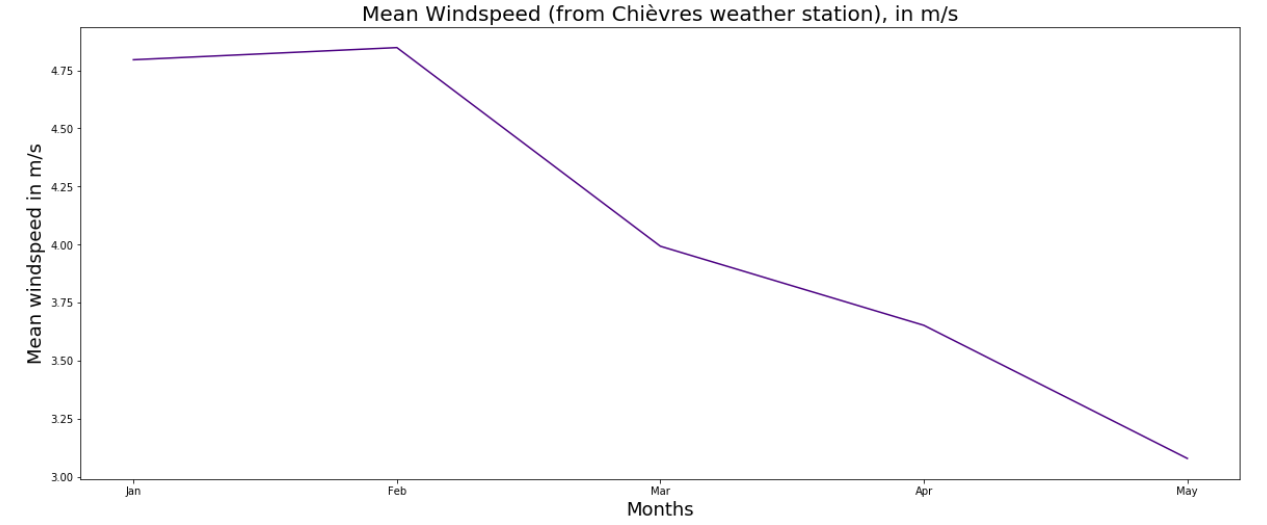 Mean Windspeed (from Chièvres weather station), in m/s
Mean windspeed in m/s
4.75
4.50
4.25
4.00
3.75
3.50
3.25
3.00
Jan Feb Mar Apr May
Months